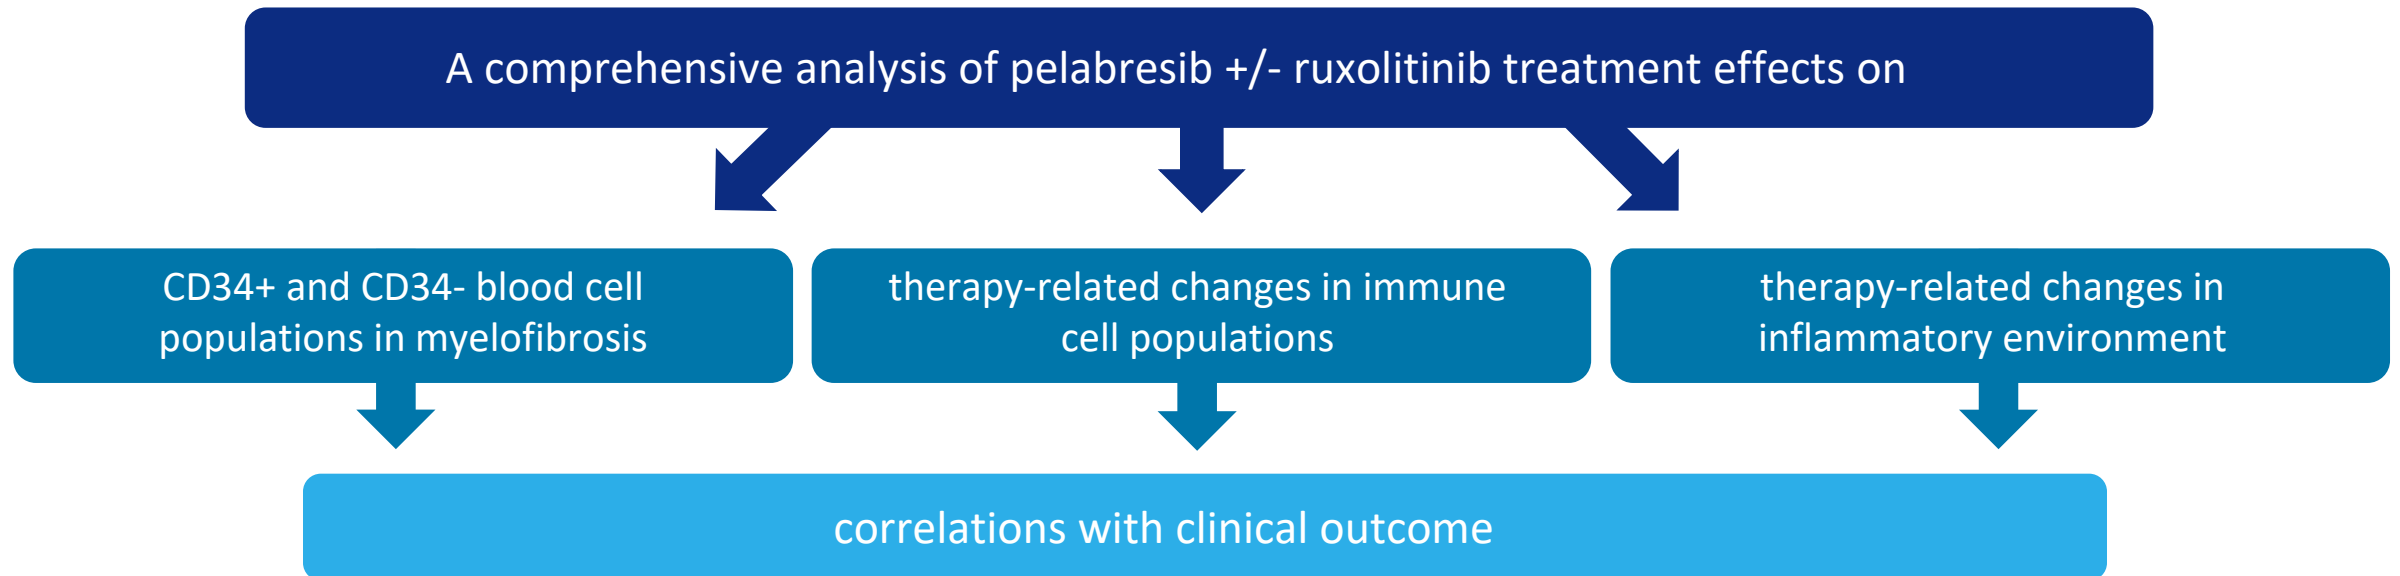 A comprehensive analysis of pelabresib +/- ruxolitinib treatment effects on
CD34+ and CD34- blood cell
populations in myelofibrosis
therapy-related changes in immune
cell populations
therapy-related changes in
inflammatory environment
correlations with clinical outcome